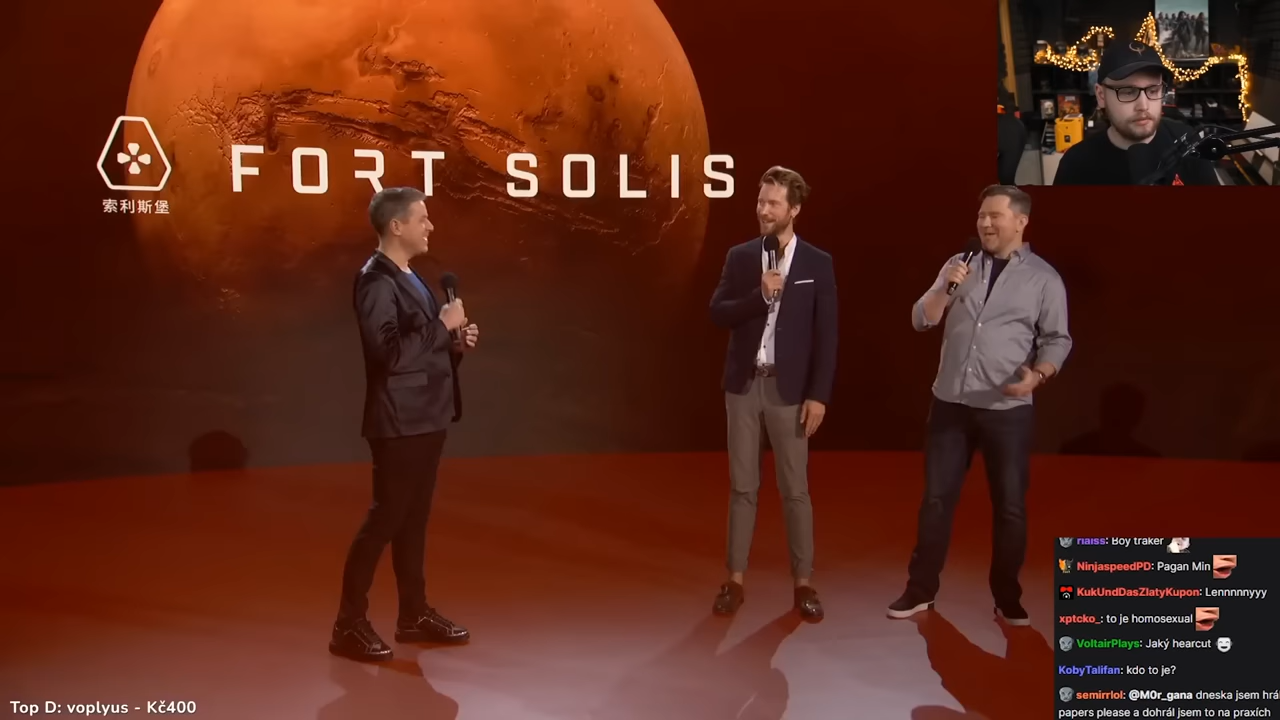 FORT SOLIS
索利斯堡
riaiss: Boy traker
NinjaspeedPD: Pagan Min
KukUndDasZlatyKupon: Lennnnnyyy
xptcko_: to je homosexual
VoltairPlays: Jaký hearcut
KobyTalifan: kdo to je?
semirrlol: @M0r_gana dneska jsem hrál
papers please a dohrál jsem to na praxích
Top D: voplyus - Kč400